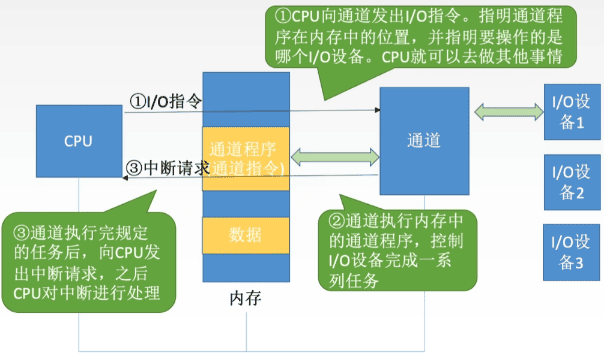 ①CPU向通道发出I/O指令。指明通道程
序在内存中的位置，并指明要操作的是
哪个I/O设备。CPU就可以去做其他事情
①I/O指令
CPU
通道程序
(通道指令)
③中断请求
通道
I/O设
备1
I/O设
备2
I/O设
备3
③通道执行完规定
的任务后，向CPU发
出中断请求，之后
CPU对中断进行处理
数据
②通道执行内存中
的通道程序，控制
I/O设备完成一系
列任务
内存